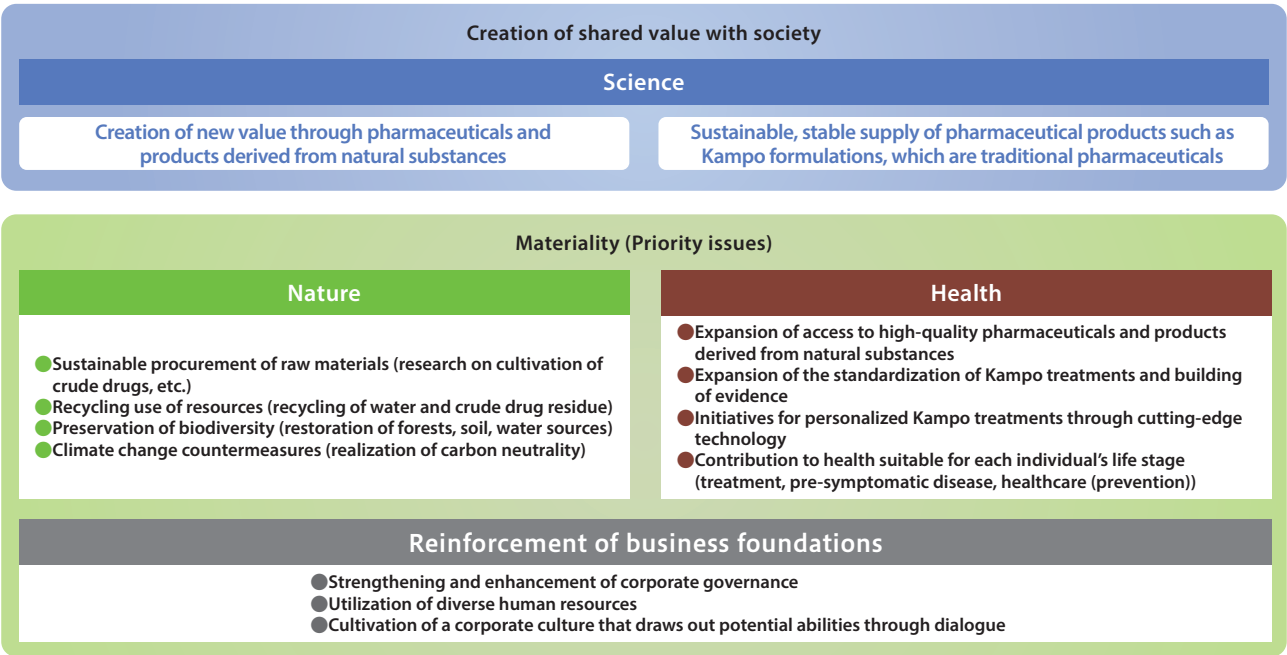 Creation of shared value with society
Science
Creation of new value through pharmaceuticals and
products derived from natural substances
Sustainable, stable supply of pharmaceutical products such as
Kampo formulations, which are traditional pharmaceuticals
Materiality (Priority issues)
Nature
●Sustainable procurement of raw materials (research on cultivation of
crude drugs, etc.)
●Recycling use of resources (recycling of water and crude drug residue)
●Preservation of biodiversity (restoration of forests, soil, water sources)
●Climate change countermeasures (realization of carbon neutrality)
Health
●Expansion of access to high-quality pharmaceuticals and products
derived from natural substances
●Expansion of the standardization of Kampo treatments and building
of evidence
●Initiatives for personalized Kampo treatments through cutting-edge
technology
●Contribution to health suitable for each individual's life stage
(treatment, pre-symptomatic disease, healthcare (prevention))
Reinforcement of business foundations
●Strengthening and enhancement of corporate governance
●Utilization of diverse human resources
●Cultivation of a corporate culture that draws out potential abilities through dialogue